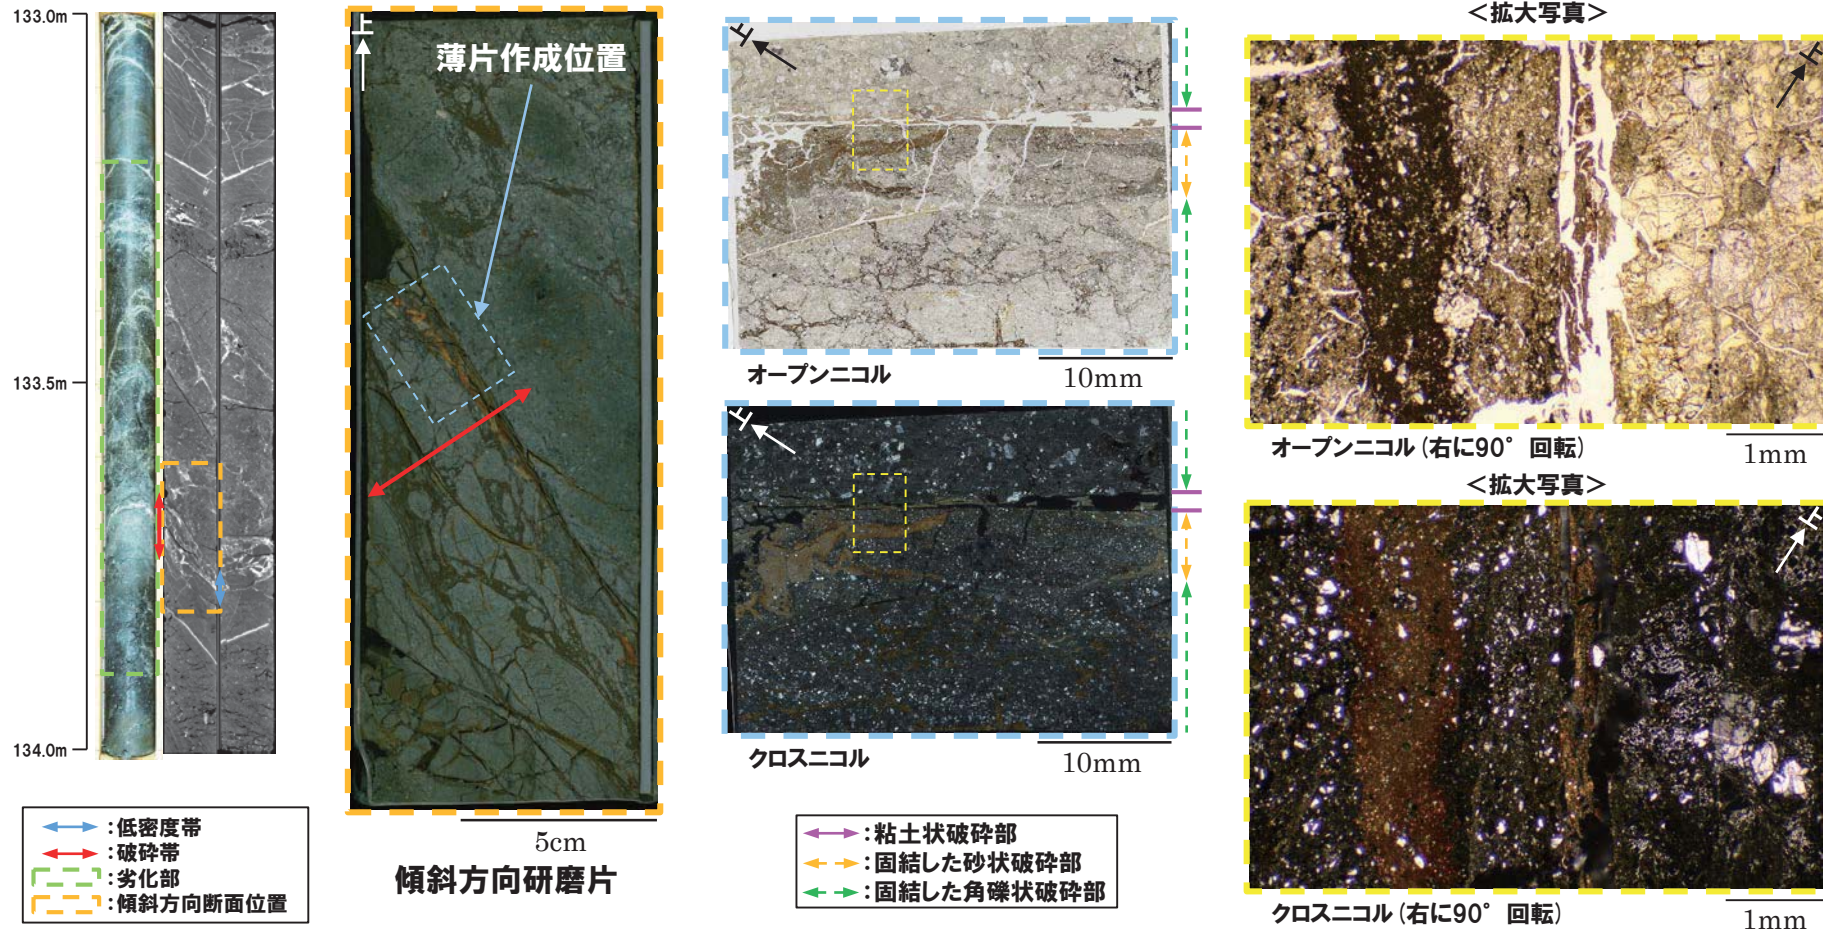 133.0m
133.5m
134.0m
:低密度帯
:破砕帯
:劣化部
:傾斜方向断面位置
上
薄片作成位置
5cm
傾斜方向研磨片
上
オープンニコル
10mm
上
クロスニコル
10mm
:粘土状破砕部
:固結した砂状破砕部
:固結した角礫状破砕部
<拡大写真>
上
オープンニコル(右に90° 回転)
1mm
<拡大写真>
上
クロスニコル(右に90° 回転)
1mm